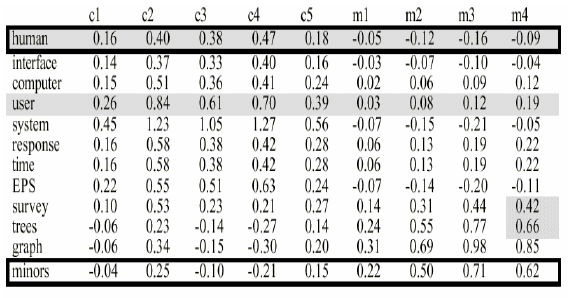 c1 c2 c3 c4 c5 m1 m2 m3 m4
human 0.16 0.40 0.38 0.47 0.18 -0.05 -0.12 -0.16 -0.09
interface 0.14 0.37 0.33 0.40 0.16 -0.03 -0.07 -0.10 -0.04
computer 0.15 0.51 0.36 0.41 0.24 0.02 0.06 0.09 0.12
user 0.26 0.84 0.61 0.70 0.39 0.03 0.08 0.12 0.19
system 0.45 1.23 1.05 1.27 0.56 -0.07 -0.15 -0.21 -0.05
response 0.16 0.58 0.38 0.42 0.28 0.06 0.13 0.19 0.22
time 0.16 0.58 0.38 0.42 0.28 0.06 0.13 0.19 0.22
EPS 0.22 0.55 0.51 0.63 0.24 -0.07 -0.14 -0.20 -0.11
survey 0.10 0.53 0.23 0.21 0.27 0.14 0.31 0.44 0.42
trees -0.06 0.23 -0.14 -0.27 0.14 0.24 0.55 0.77 0.66
graph -0.06 0.34 -0.15 -0.30 0.20 0.31 0.69 0.98 0.85
minors -0.04 0.25 -0.10 -0.21 0.15 0.22 0.50 0.71 0.62